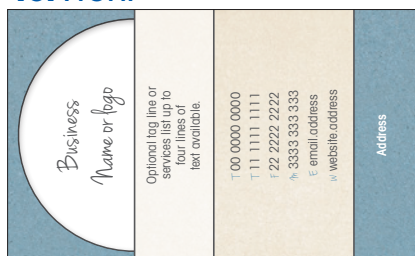 Business
Name or logo
Optional tag line or
services list up to
four lines of
text available.
T 00 0000 0000
T 11 1111 1111
F 22 2222 2222
M 3333 333 333
E email.address
W website.address
Address